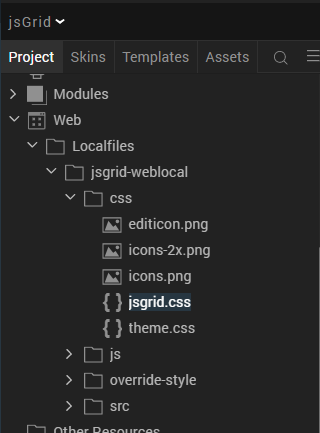 jsGrid
Project Skins Templates Assets
Modules
Web
Localfiles
jsgrid-weblocal
css
editicon.png
icons-2x.png
icons.png
{ } jsgrid.css
{ } theme.css
js
override-style
src
Other Resources